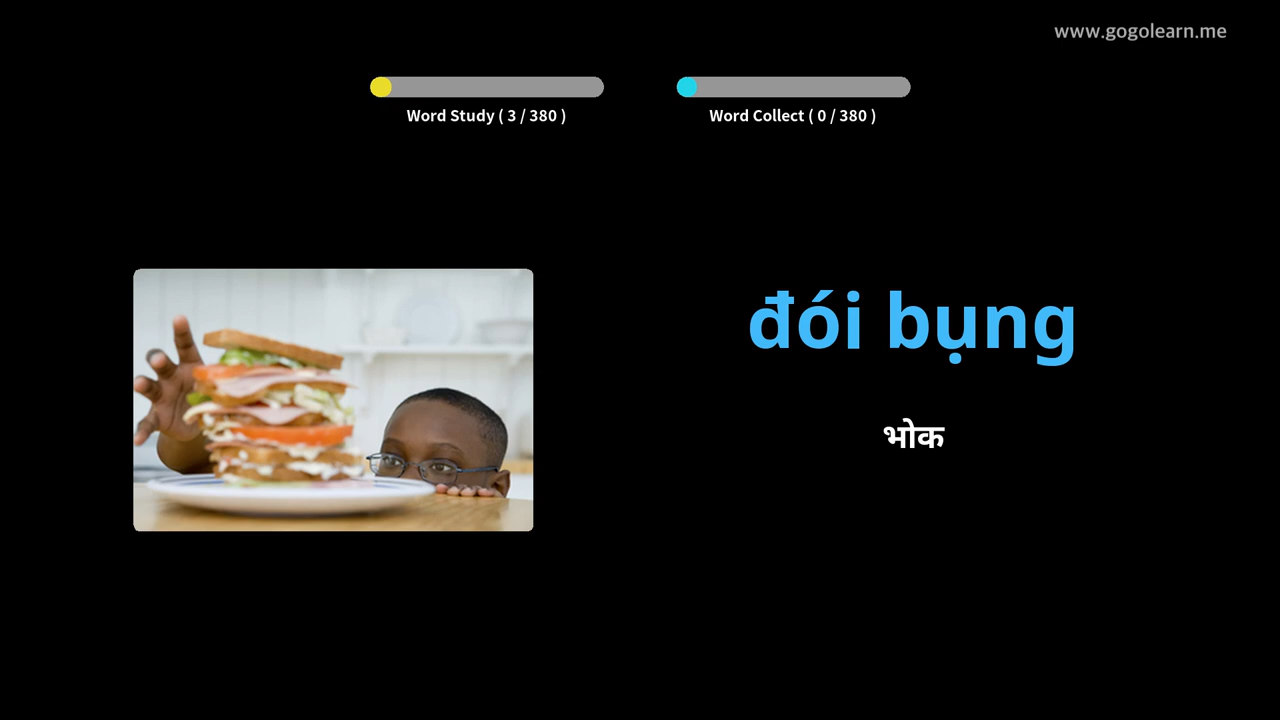 www.gogolearn.me
Word Study ( 3 / 380 )
Word Collect ( 0 / 380 )
đói bụng
भोक